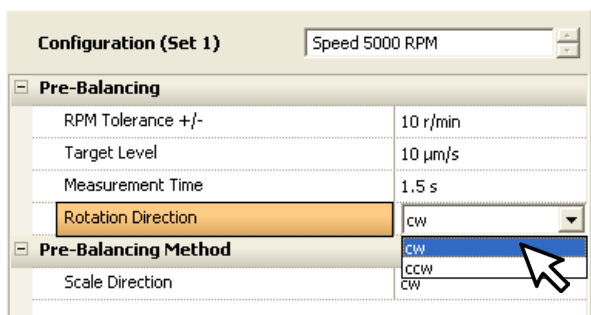 Configuration (Set 1) Speed 5000 RPM
Pre-Balancing
RPM Tolerance +/- 10 r/min
Target Level 10 µm/s
Measurement Time 1.5 s
Rotation Direction cw
Pre-Balancing Method cw
ccw
Scale Direction cw